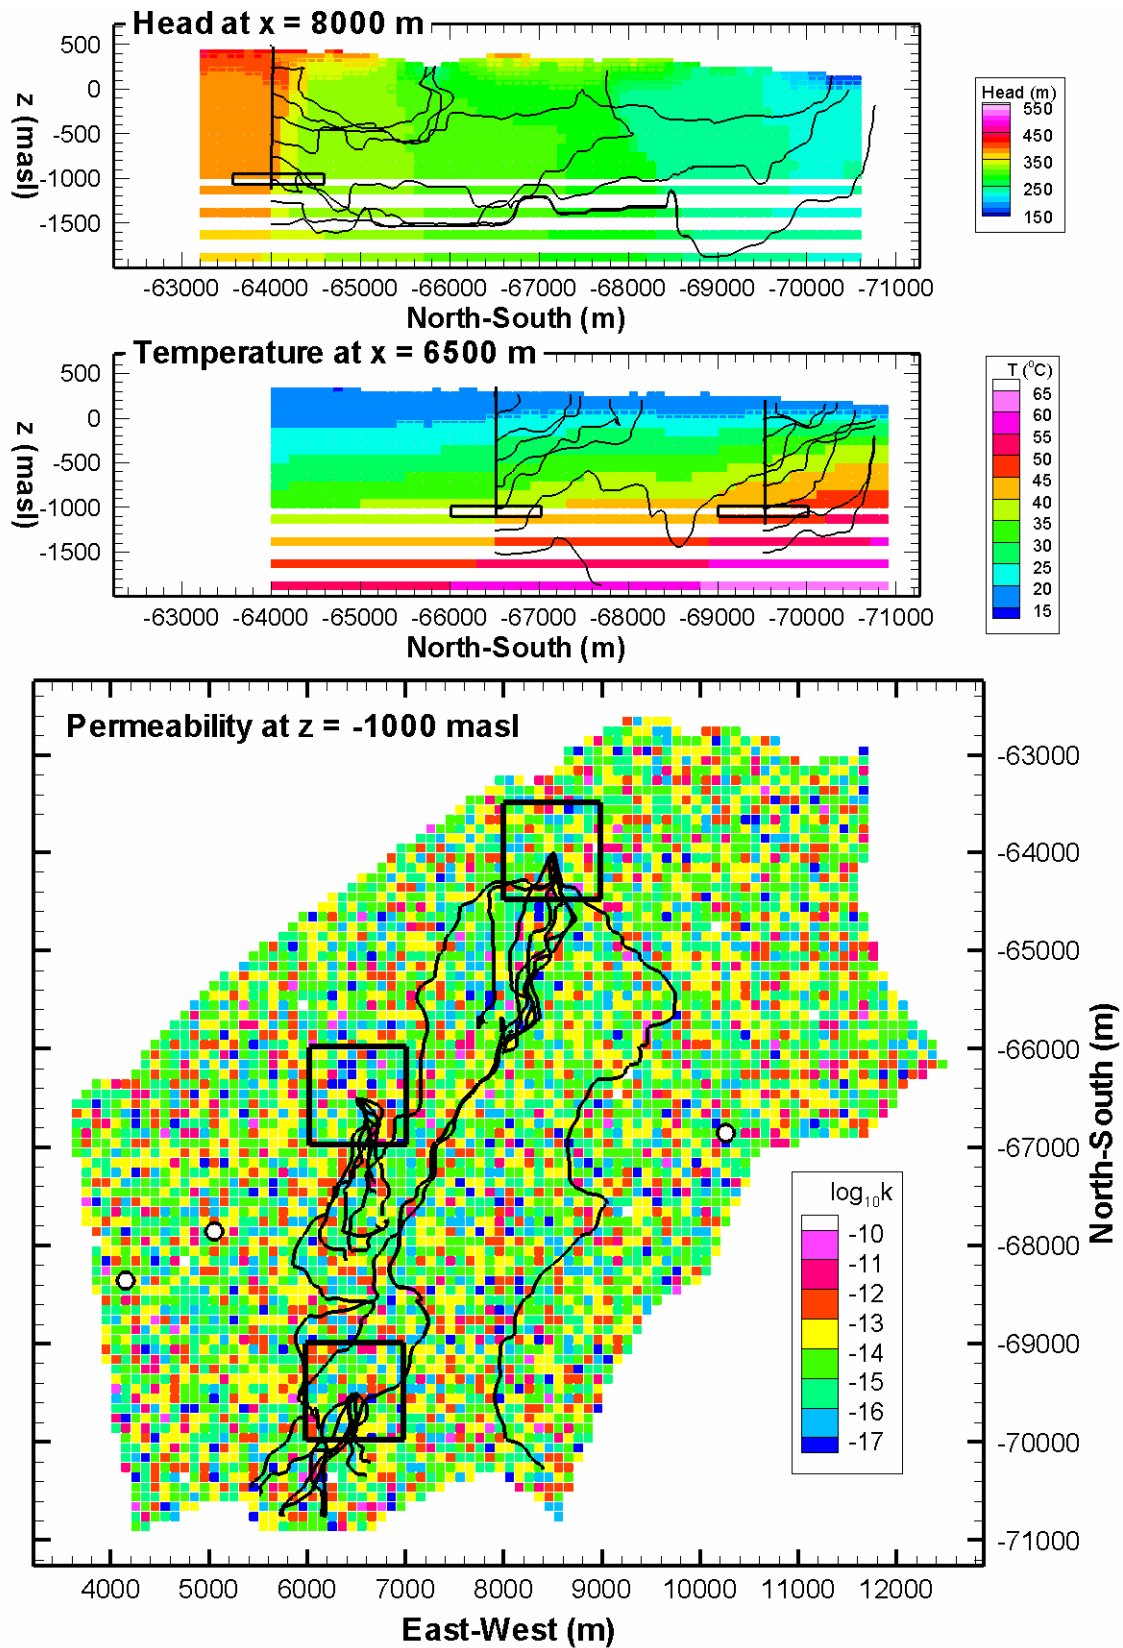 Head at x = 8000 m
500
0
-500
-1000
-1500
z (masl)
-63000 -64000 -65000 -66000 -67000 -68000 -69000 -70000 -71000
North-South (m)
Head (m)
550
450
350
250
150
Temperature at x = 6500 m
500
0
-500
-1000
-1500
z (masl)
-63000 -64000 -65000 -66000 -67000 -68000 -69000 -70000 -71000
North-South (m)
T (⁰C)
65
60
55
50
45
40
35
30
25
20
15
Permeability at z = -1000 masl
-63000
-64000
-65000
-66000
-67000
-68000
-69000
-70000
-71000
North-South (m)
log₁₀k
-10
-11
-12
-13
-14
-15
-16
-17
4000 5000 6000 7000 8000 9000 10000 11000 12000
East-West (m)